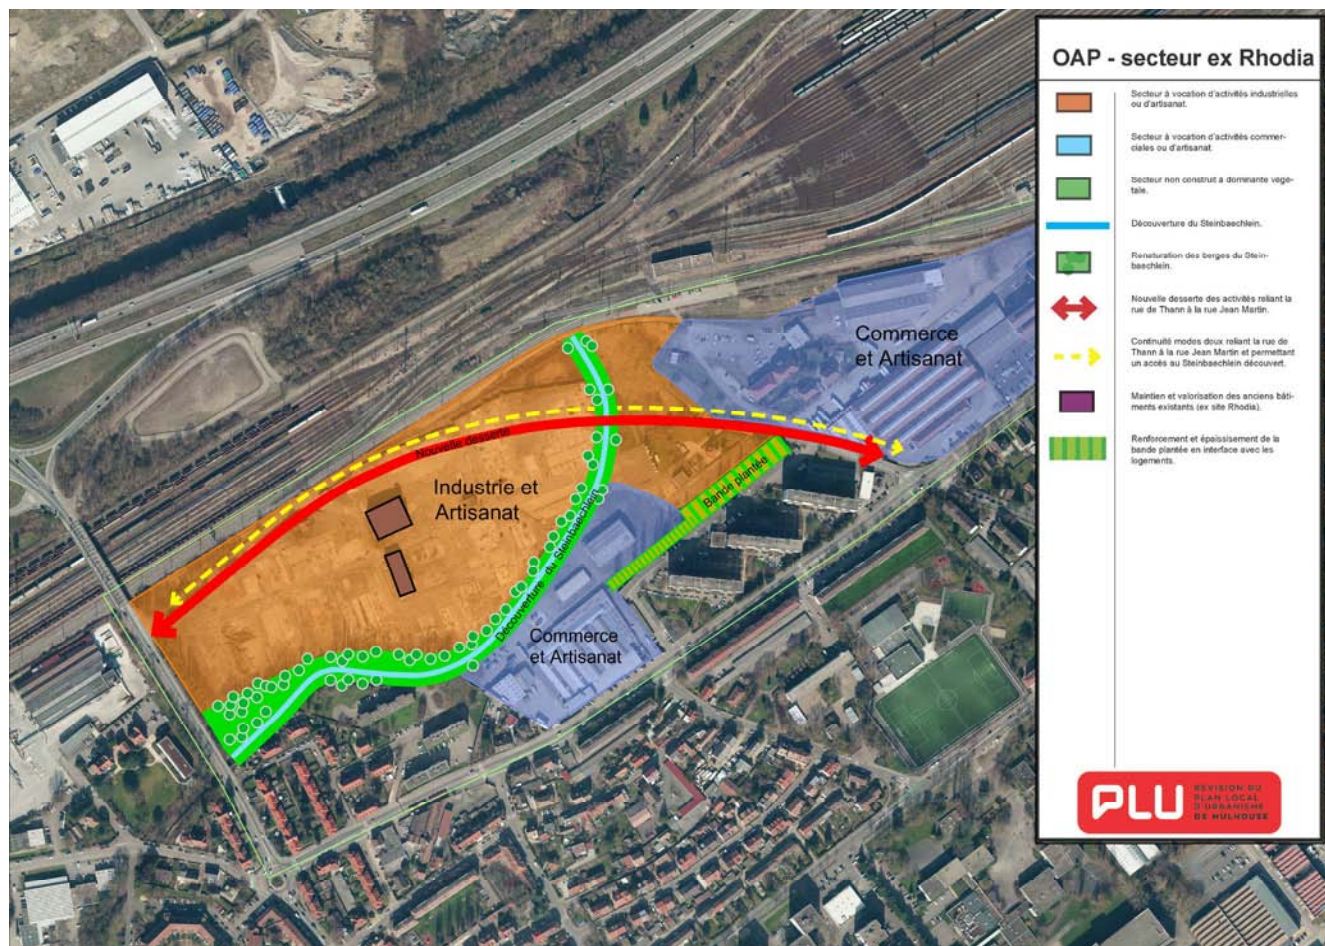 OAP - secteur ex Rhodia
Secteur à vocation d'activités industrielles
ou d'artisanat.
Secteur à vocation d'activités commer-
ciales ou d'artisanat
Secteur non construit à dominante végé-
tale.
Découverte du Steinbaechlein.
Renaturation des berges du Stein-
baechlein.
Nouvelle desserte des activités reliant la
rue de Thann à la rue Jean Martin.
Continuité modes doux reliant la rue de
Thann à la rue Jean Martin et permettant
un accès au Steinbaechlein découvert.
Maintien et valorisation des anciens bâti-
ments existants (ex site Rhodia).
Renforcement et épaississement de la
bande plantée en interface avec les
logements.
Commerce
et Artisanat
Nouvelle desserte
Industrie et
Artisanat
Bande plantée
Découverture du Steinbaechlein
Commerce
et Artisanat
PLU
RÉVISION DU
PLAN LOCAL
D'URBANISME
DE MULHOUSE